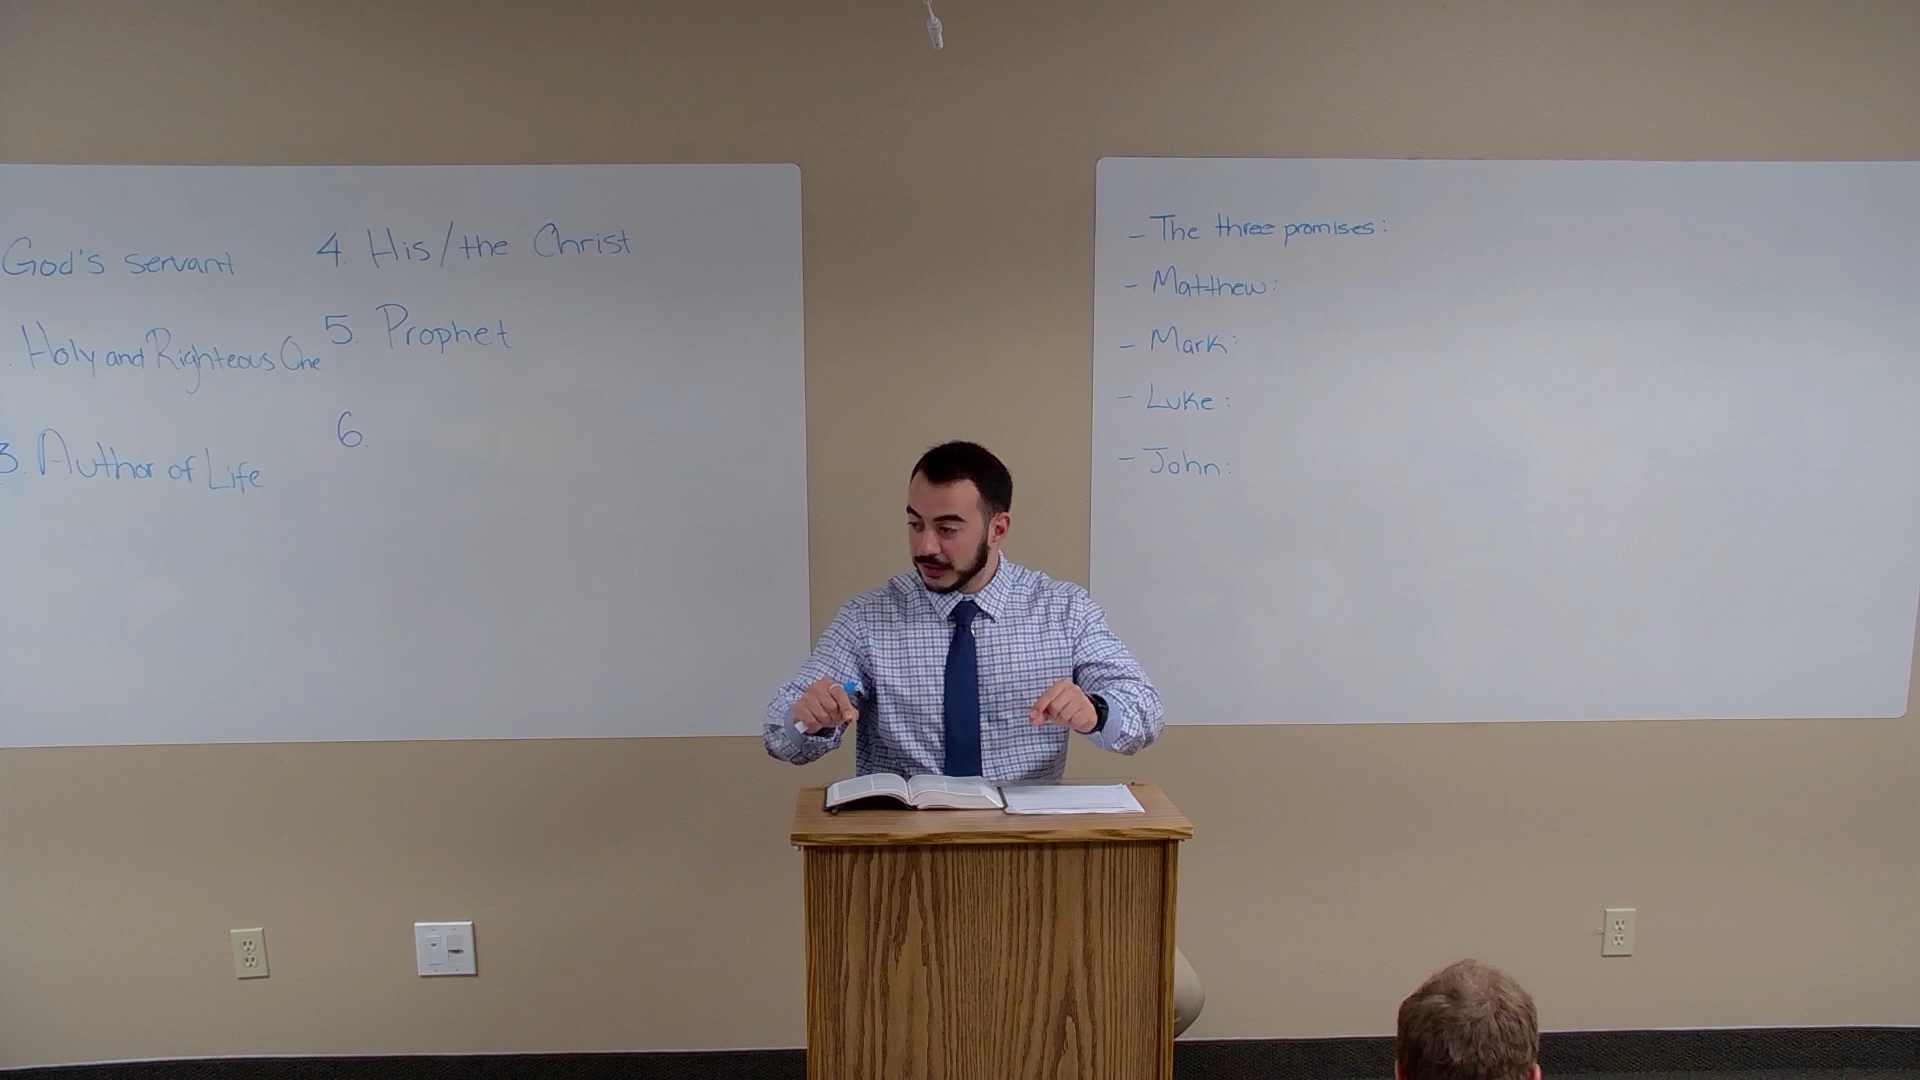 God's servant
Holy and Righteous One
3. Author of Life
4. His/the Christ
5. Prophet
6.
- The three promises:
- Matthew:
- Mark:
- Luke:
- John: